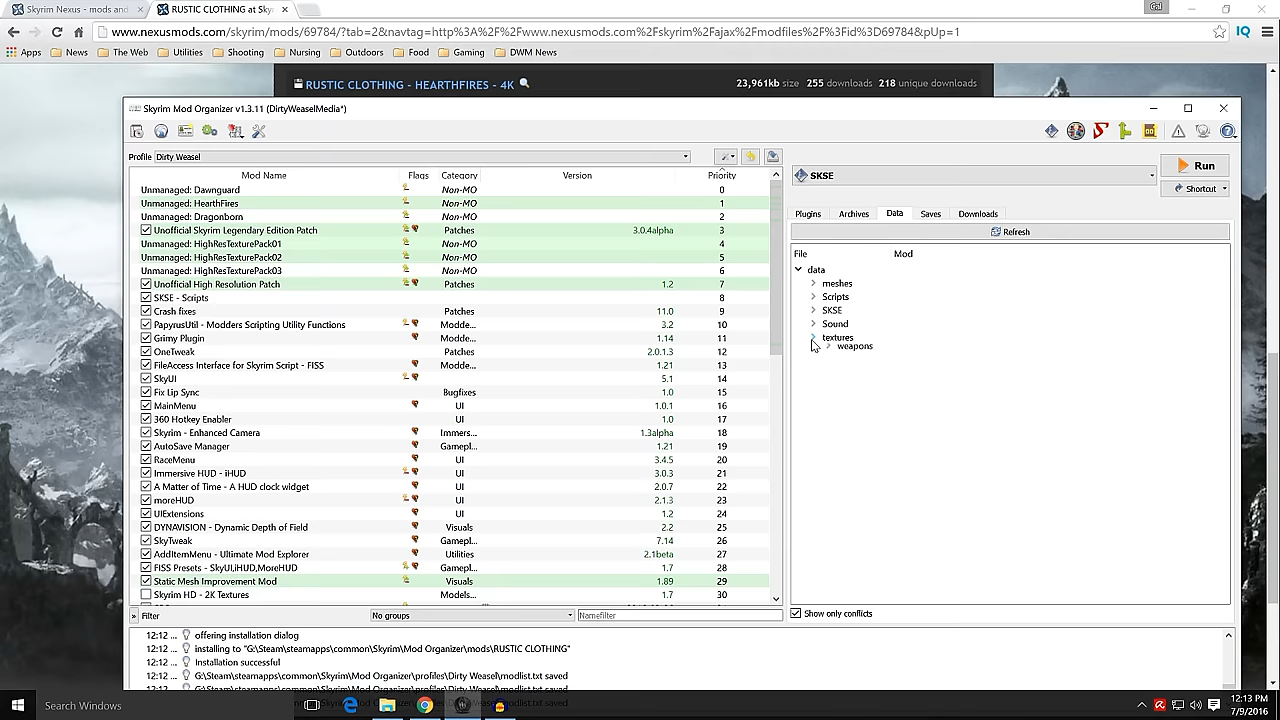 Skyrim Nexus - mods and
RUSTIC CLOTHING at Sky
www.nexusmods.com/skyrim/mods/69784/?tab=2&navtag=http%3A%2F%2Fwww.nexusmods.com%2Fskyrim%2Fajax%2Fmodfiles%2F%3Fid%3D69784&pUp=1
Apps News The Web Utilities Shooting Nursing Outdoors Food Gaming DWM News
RUSTIC CLOTHING - HEARTHFIRES - 4K 23,961kb size 255 downloads 218 unique downloads
Skyrim Mod Organizer v1.3.11 (DirtyWeaselMedia*)
Profile Dirty Weasel
Mod Name Flags Category Version Priority
Unmanaged: Dawnguard Non-MO 0
Unmanaged: HearthFires Non-MO 1
Unmanaged: Dragonborn Non-MO 2
Unofficial Skyrim Legendary Edition Patch Patches 3.0.4alpha 3
Unmanaged: HighResTexturePack01 Non-MO 4
Unmanaged: HighResTexturePack02 Non-MO 5
Unmanaged: HighResTexturePack03 Non-MO 6
Unofficial High Resolution Patch Patches 1.2 7
SKSE - Scripts 8
Crash fixes Patches 11.0 9
PapyrusUtil - Modders Scripting Utility Functions Modde... 3.2 10
Grimy Plugin Modde... 1.14 11
OneTweak Patches 2.0.1.3 12
FileAccess Interface for Skyrim Script - FISS Modde... 1.21 13
SkyUI 5.1 14
Fix Lip Sync Bugfixes 1.0 15
MainMenu UI 1.0.1 16
360 Hotkey Enabler UI 1.0 17
Skyrim - Enhanced Camera Immers... 1.3alpha 18
AutoSave Manager Gamepl... 1.21 19
RaceMenu UI 3.4.5 20
Immersive HUD - iHUD UI 3.0.3 21
A Matter of Time - A HUD clock widget UI 2.0.7 22
moreHUD UI 2.1.3 23
UIExtensions UI 1.2 24
DYNAVISION - Dynamic Depth of Field Visuals 2.2 25
SkyTweak Gamepl... 7.14 26
AddItemMenu - Ultimate Mod Explorer Utilities 2.1beta 27
FISS Presets - SkyUI,iHUD,MoreHUD Gamepl... 1.7 28
Static Mesh Improvement Mod Visuals 1.89 29
Skyrim HD - 2K Textures Models... 1.7 30
» Filter No groups Namefilter
SKSE
Run
Shortcut
Plugins Archives Data Saves Downloads
Refresh
File Mod
data
meshes
Scripts
SKSE
Sound
textures
weapons
Show only conflicts
12:12 ... offering installation dialog
12:12 ... installing to "G:\Steam\steamapps\common\Skyrim\Mod Organizer\mods\RUSTIC CLOTHING"
12:12 ... Installation successful
12:12 ... G:\Steam\steamapps\common\Skyrim\Mod Organizer\profiles\Dirty Weasel\modlist.txt saved
12:12 ... G:\Steam\steamapps\common\Skyrim\Mod Organizer\profiles\Dirty Weasel\modlist.txt saved
Search Windows
12:13 PM
7/9/2016